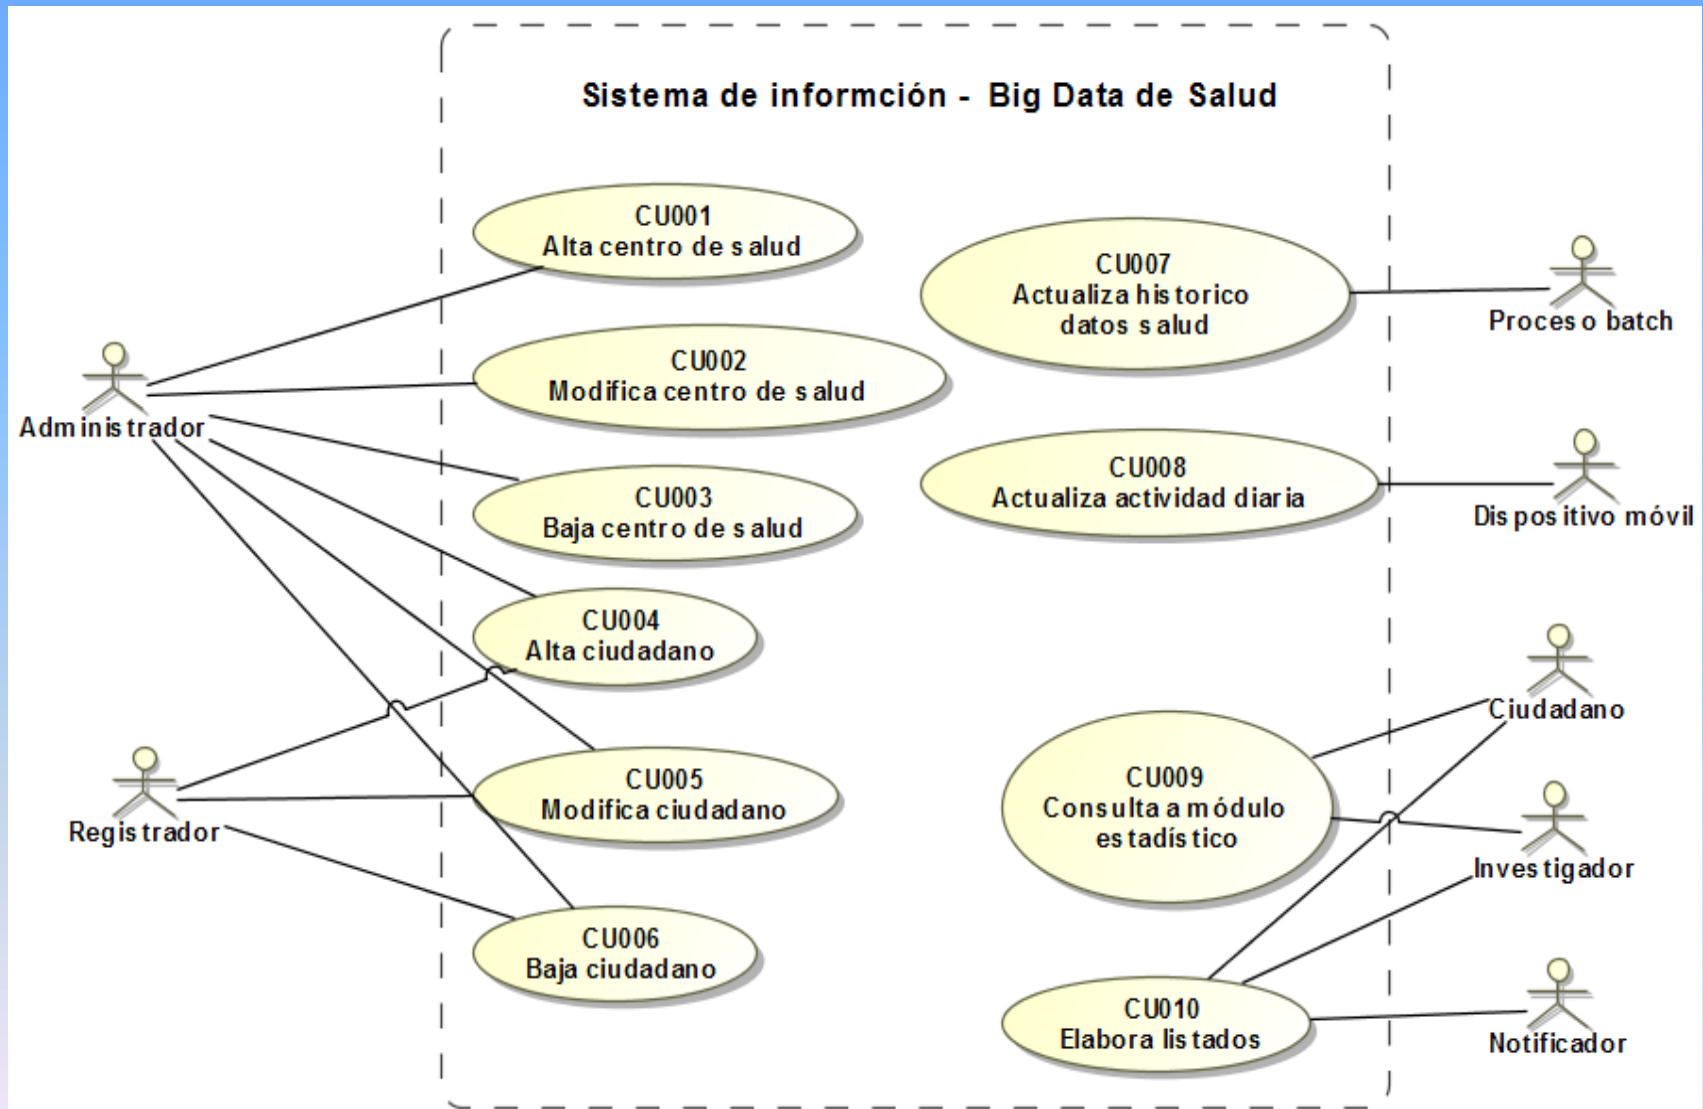 Sistema de informción - Big Data de Salud
CU001
Alta centro de salud
CU002
Modifica centro de salud
CU003
Baja centro de salud
CU004
Alta ciudadano
CU005
Modifica ciudadano
CU006
Baja ciudadano
CU007
Actualiza historico
datos salud
CU008
Actualiza actividad diaria
CU009
Consulta a módulo
estadístico
CU010
Elabora listados
Administrador
Registrador
Proceso batch
Dispositivo móvil
Ciudadano
Investigador
Notificador